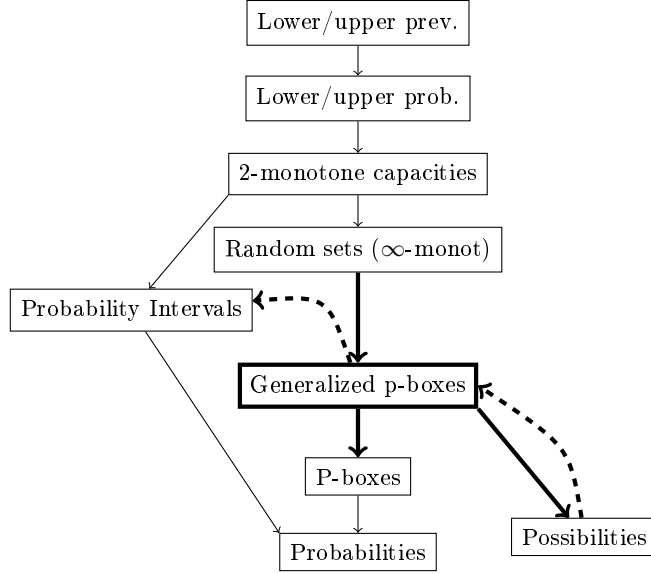 Lower/upper prev.
Lower/upper prob.
2-monotone capacities
Random sets (∞-monot)
Probability Intervals
Generalized p-boxes
P-boxes
Possibilities
Probabilities